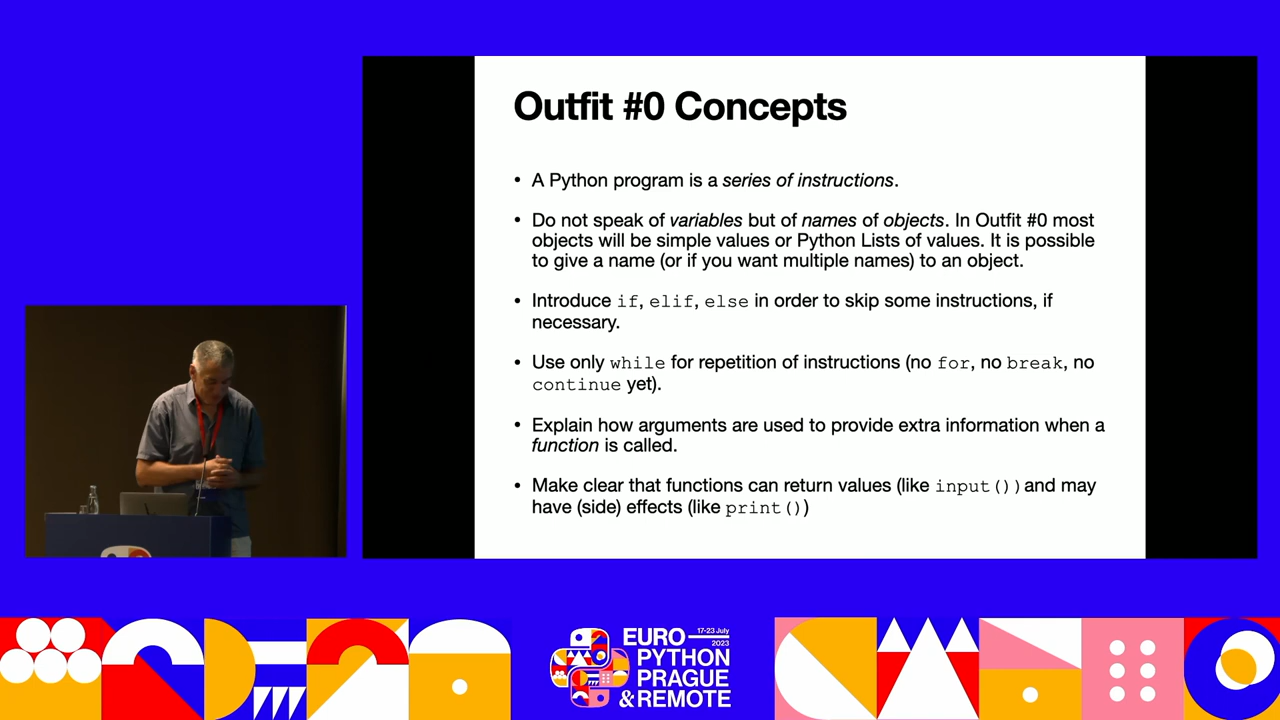 Outfit #0 Concepts
• A Python program is a series of instructions.
• Do not speak of variables but of names of objects. In Outfit #0 most
objects will be simple values or Python Lists of values. It is possible
to give a name (or if you want multiple names) to an object.
• Introduce if, elif, else in order to skip some instructions, if
necessary.
• Use only while for repetition of instructions (no for, no break, no
continue yet).
• Explain how arguments are used to provide extra information when a
function is called.
• Make clear that functions can return values (like input()) and may
have (side) effects (like print())
EURO
17-23 July
2023
PYTHON
PRAGUE
& REMOTE